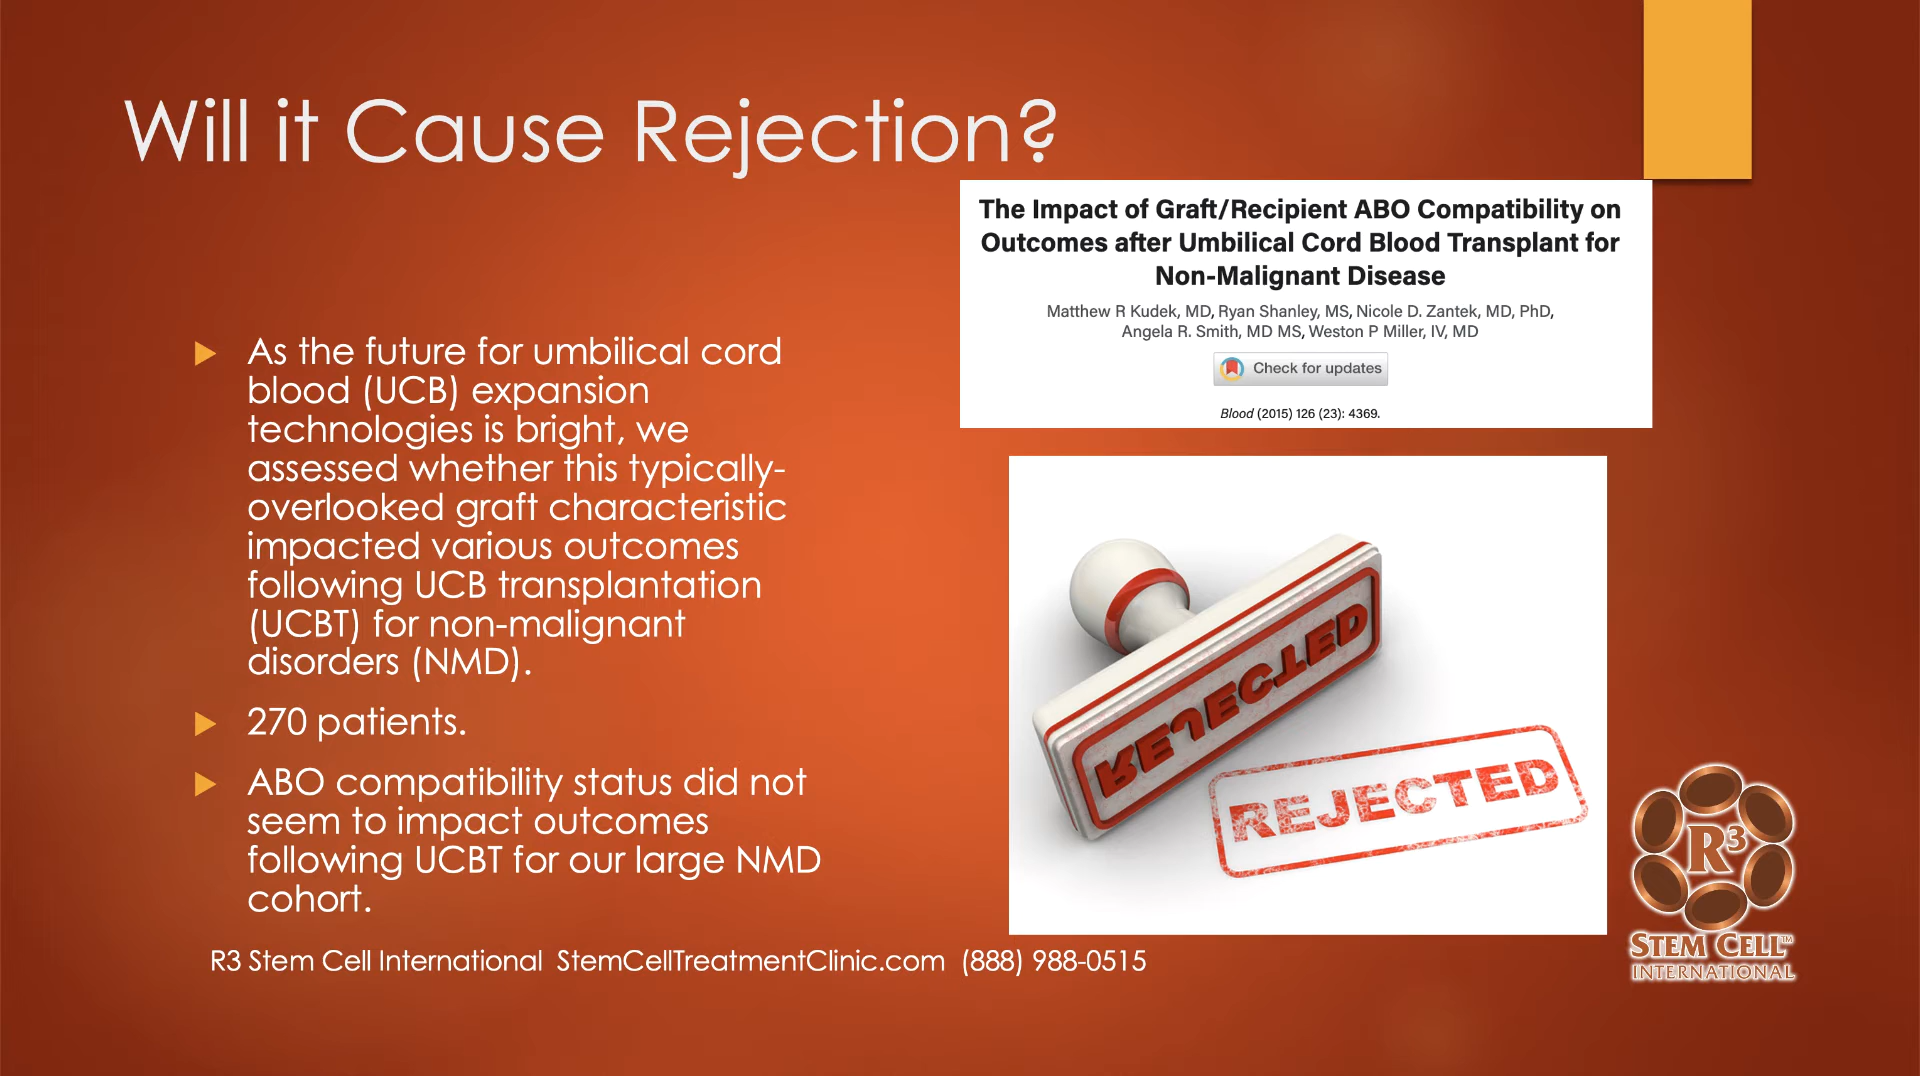 Will it Cause Rejection?
The Impact of Graft/Recipient ABO Compatibility on
Outcomes after Umbilical Cord Blood Transplant for
Non-Malignant Disease
Matthew R Kudek, MD, Ryan Shanley, MS, Nicole D. Zantek, MD, PhD,
Angela R. Smith, MD MS, Weston P Miller, IV, MD
Check for updates
Blood (2015) 126 (23): 4369.
As the future for umbilical cord
blood (UCB) expansion
technologies is bright, we
assessed whether this typically-
overlooked graft characteristic
impacted various outcomes
following UCB transplantation
(UCBT) for non-malignant
disorders (NMD).
270 patients.
ABO compatibility status did not
seem to impact outcomes
following UCBT for our large NMD
cohort.
REJECTED
REJECTED
R3 Stem Cell International StemCellTreatmentClinic.com (888) 988-0515
R³
STEM CELL™
INTERNATIONAL